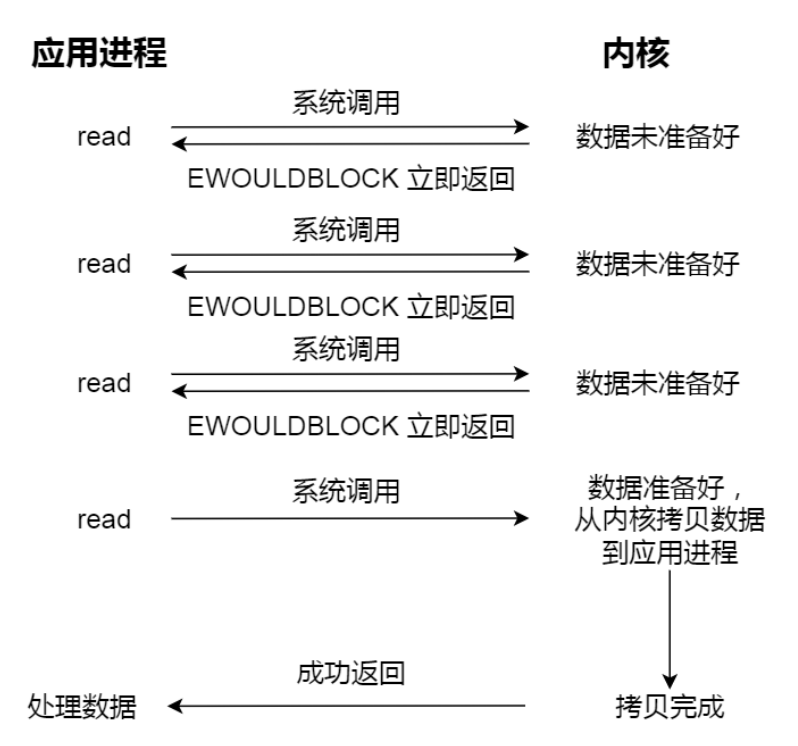 应用进程 内核
系统调用
read 数据未准备好
EWOULDBLOCK 立即返回
系统调用
read 数据未准备好
EWOULDBLOCK 立即返回
系统调用
read 数据未准备好
EWOULDBLOCK 立即返回
系统调用
read
数据准备好，
从内核拷贝数据
到应用进程
成功返回
处理数据 拷贝完成